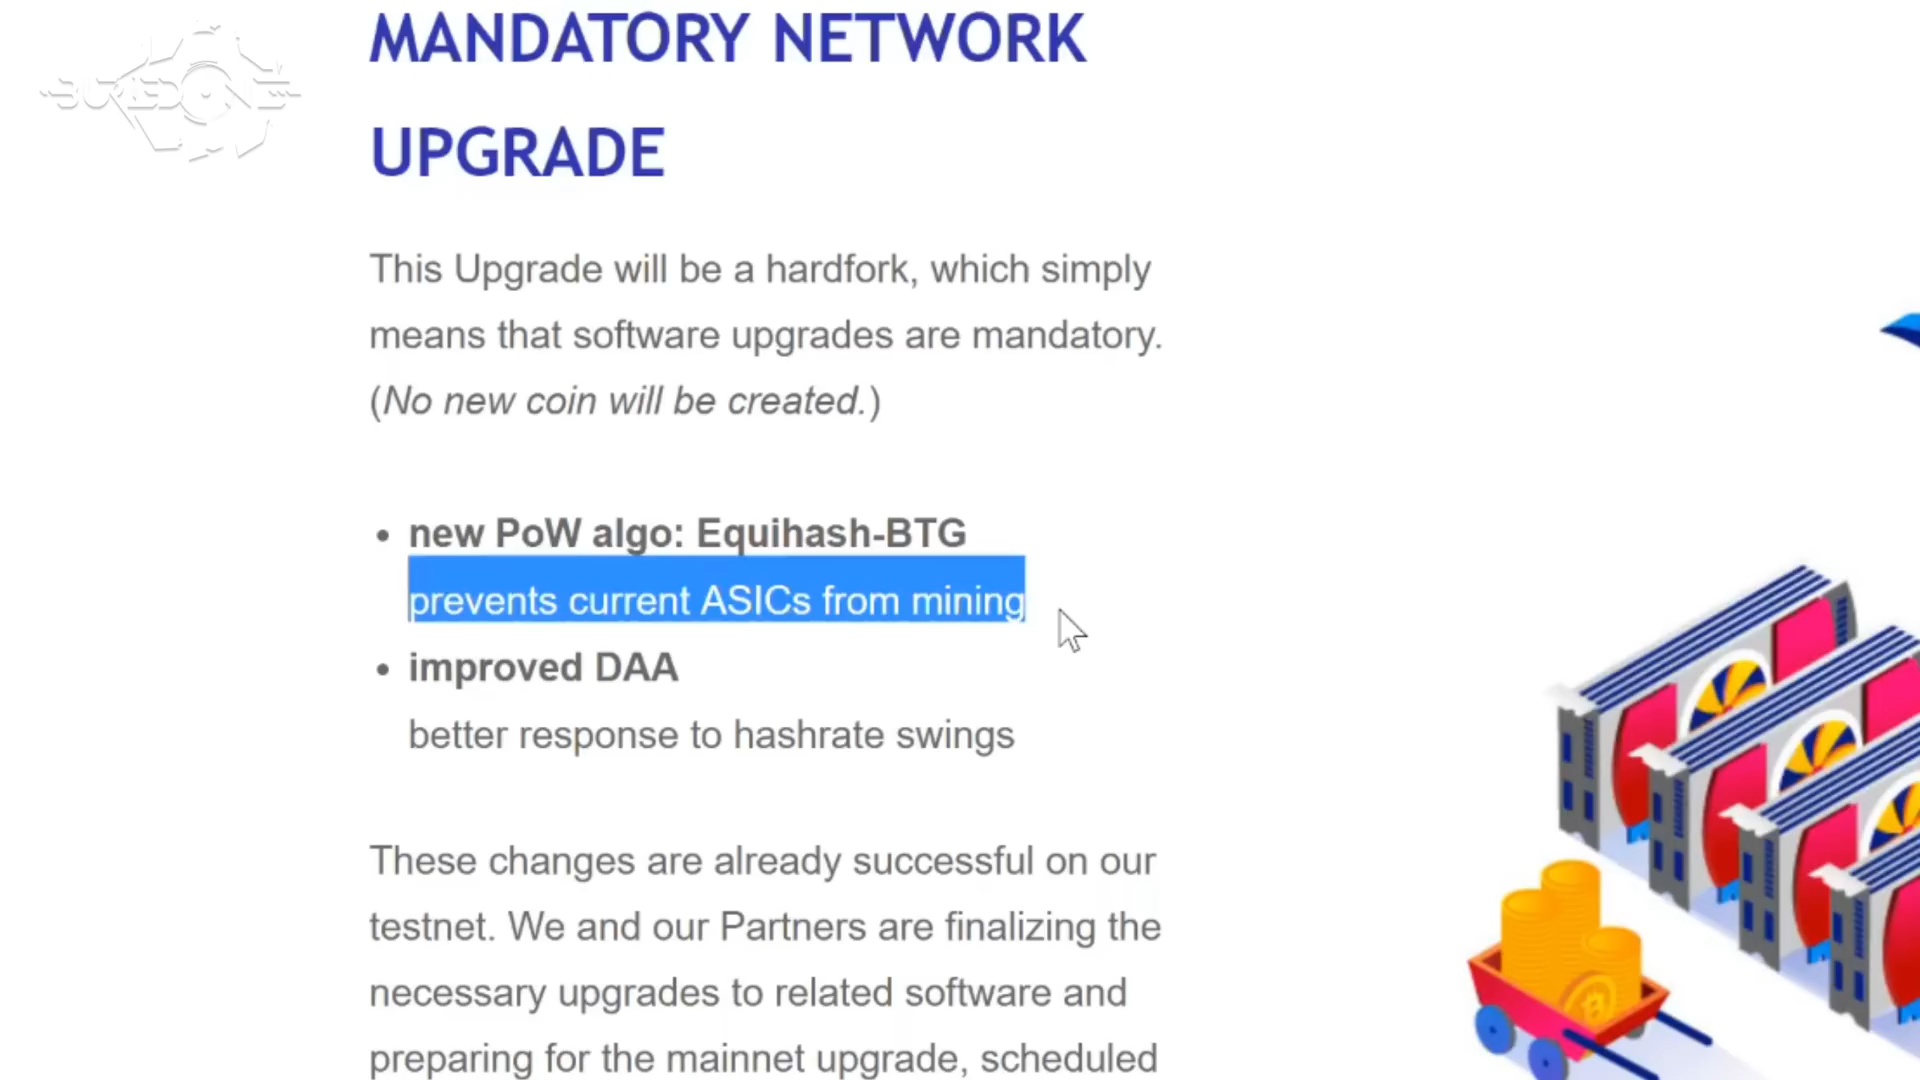 MANDATORY NETWORK
UPGRADE
This Upgrade will be a hardfork, which simply
means that software upgrades are mandatory.
(No new coin will be created.)
• new PoW algo: Equihash-BTG
prevents current ASICs from mining
• improved DAA
better response to hashrate swings
These changes are already successful on our
testnet. We and our Partners are finalizing the
necessary upgrades to related software and
preparing for the mainnet upgrade, scheduled